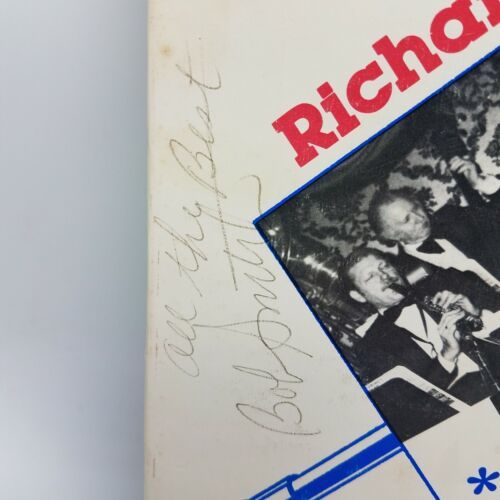 Richa
all the Best
Bob Smith
*